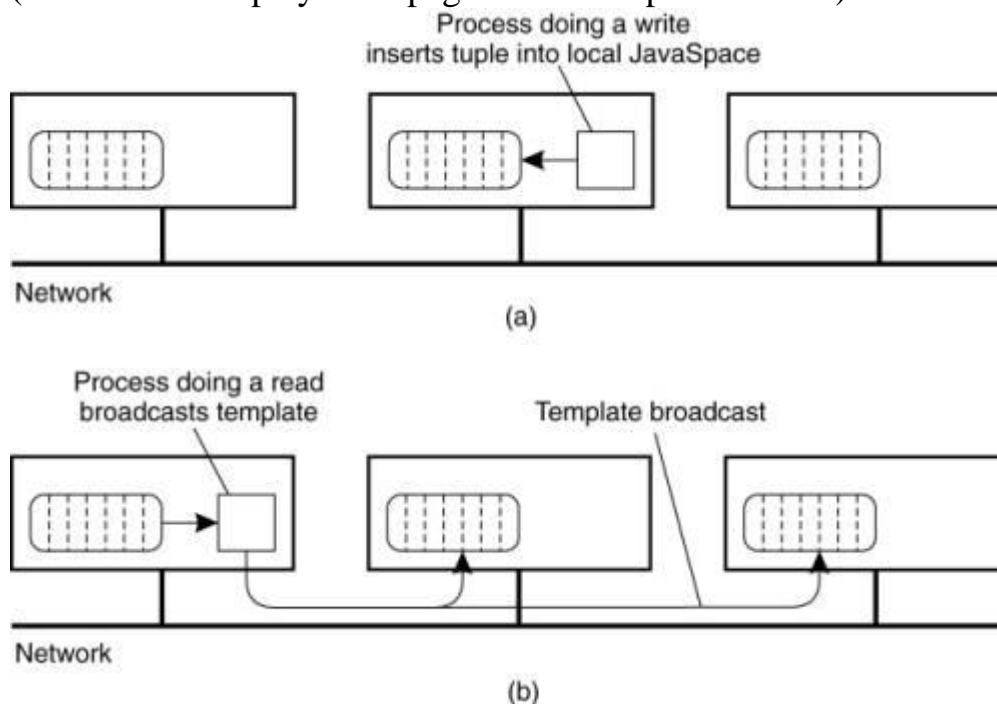 Process doing a write
inserts tuple into local JavaSpace
Network
(a)
Process doing a read
broadcasts template
Template broadcast
Network
(b)